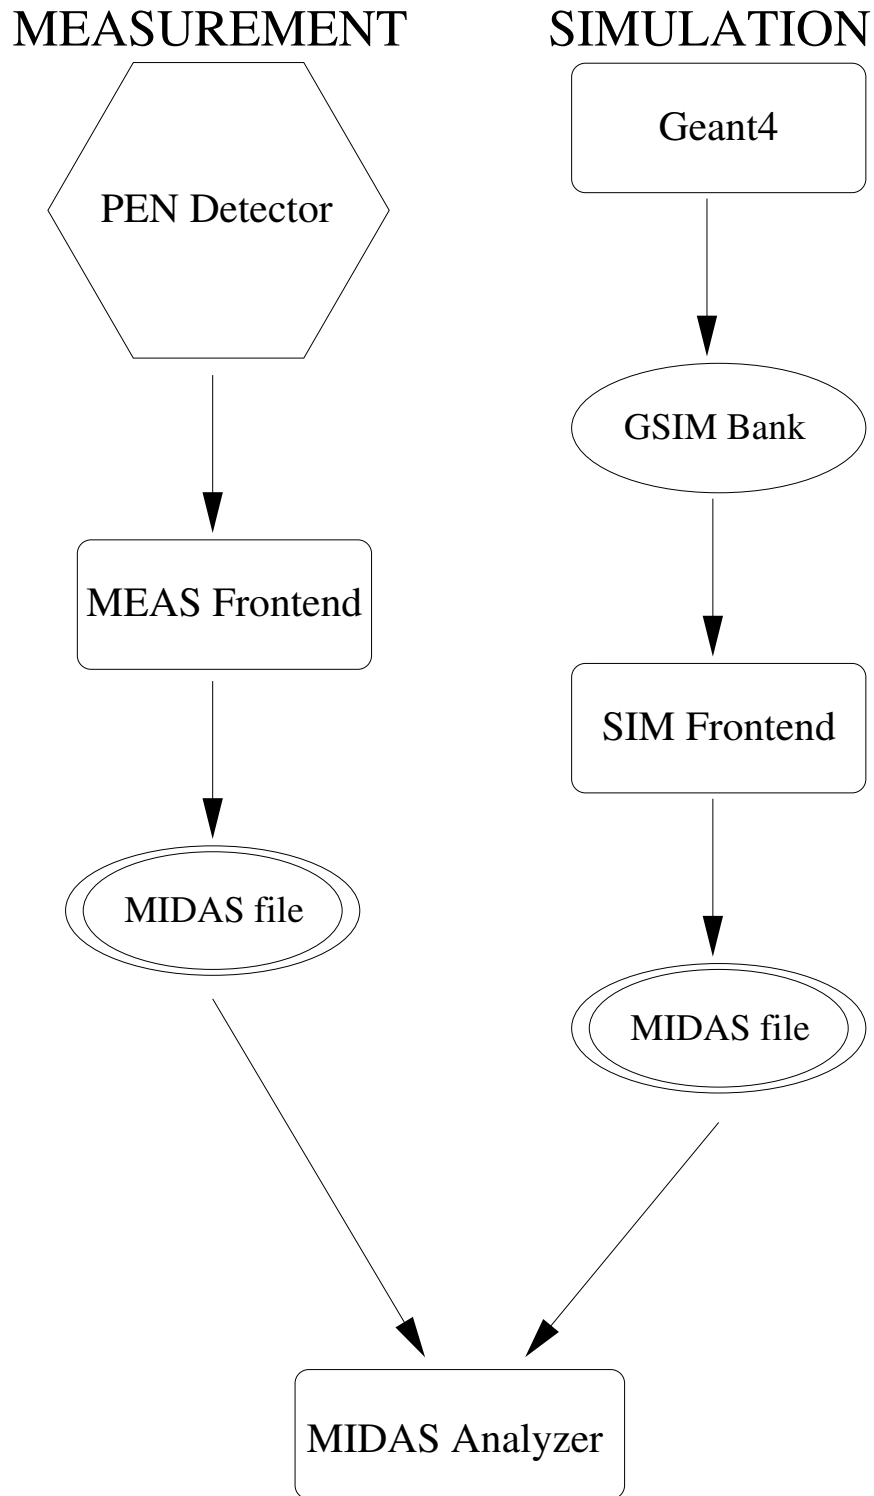 MEASUREMENT
SIMULATION
Geant4
PEN Detector
GSIM Bank
MEAS Frontend
SIM Frontend
MIDAS file
MIDAS file
MIDAS Analyzer